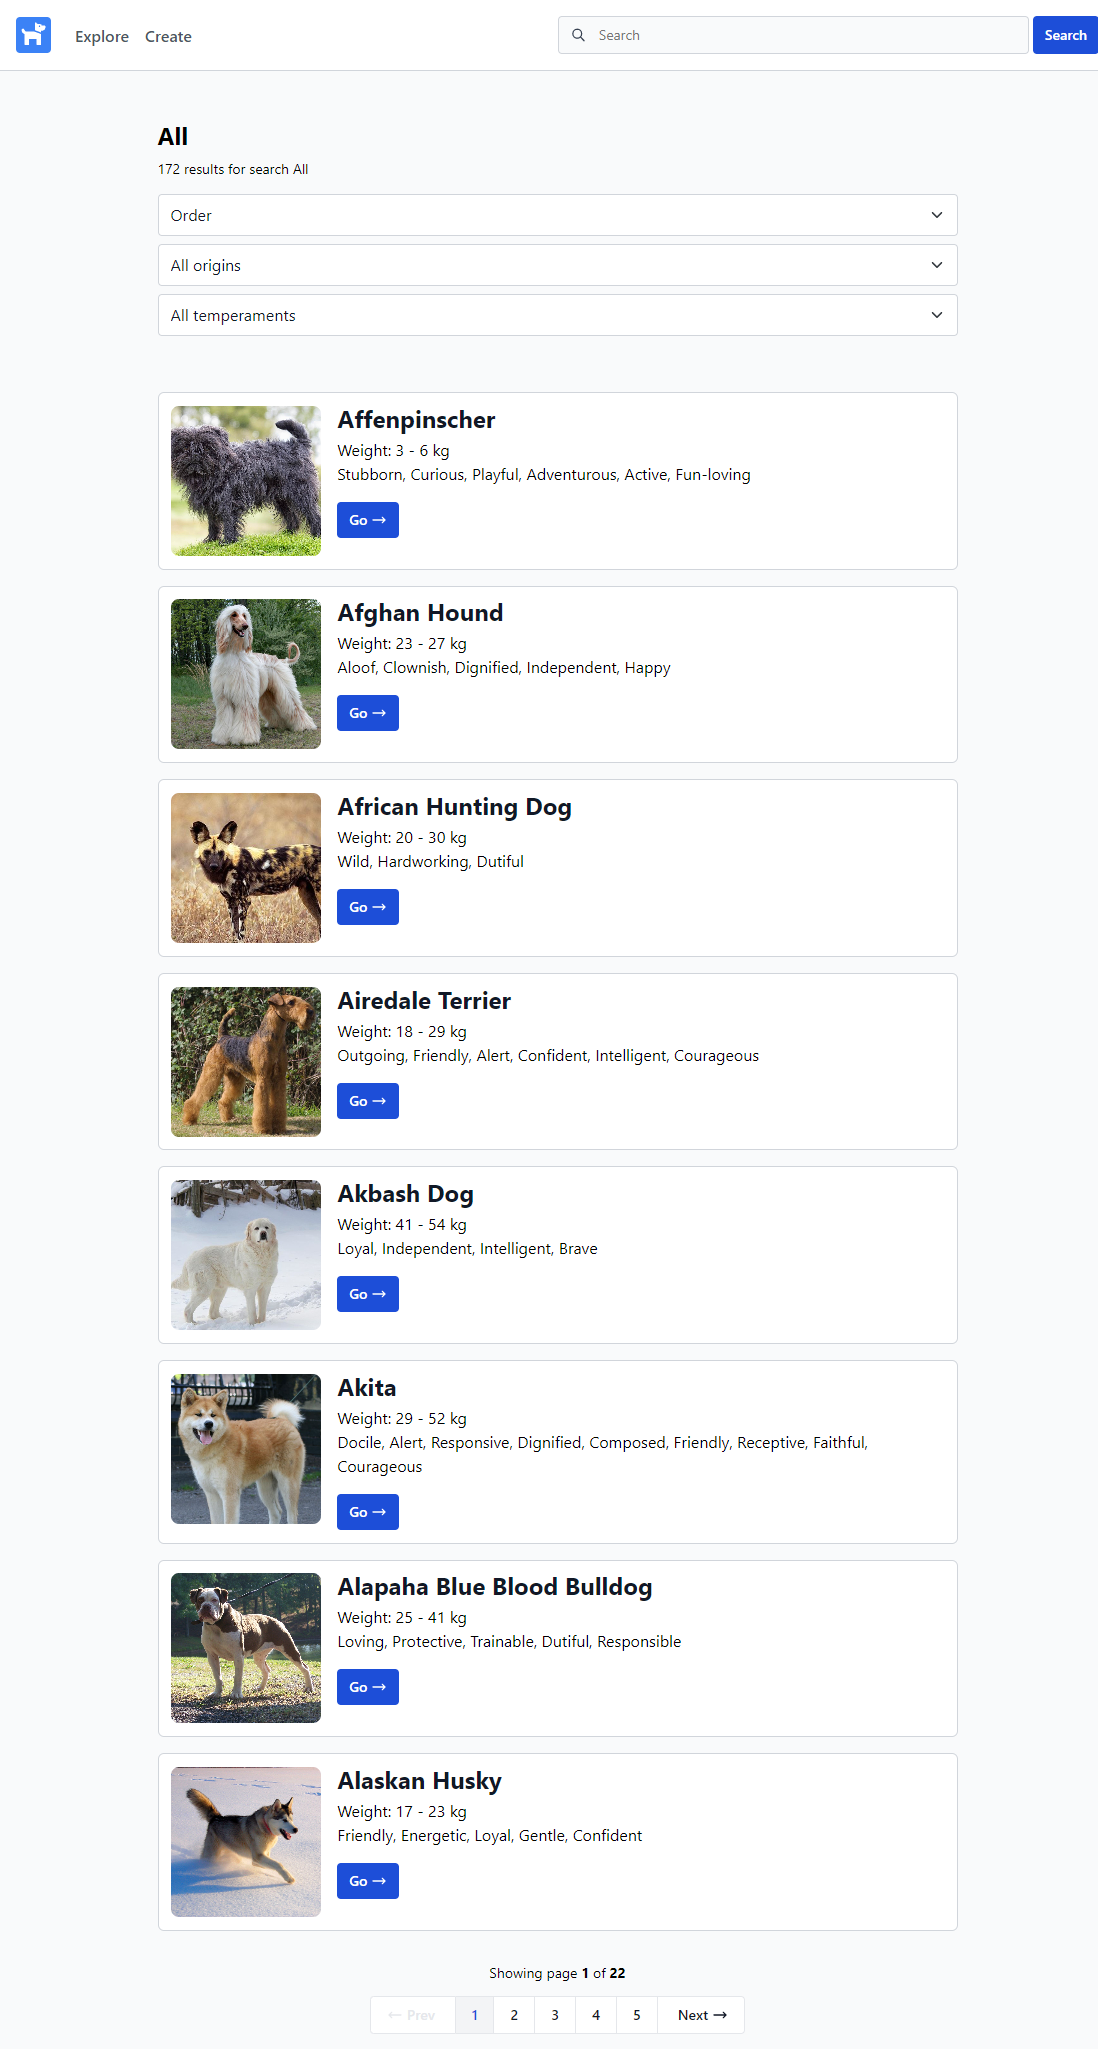 Explore Create
Search
Search
All
172 results for search All
Order
All origins
All temperaments
Affenpinscher
Weight: 3 - 6 kg
Stubborn, Curious, Playful, Adventurous, Active, Fun-loving
Go →
Afghan Hound
Weight: 23 - 27 kg
Aloof, Clownish, Dignified, Independent, Happy
Go →
African Hunting Dog
Weight: 20 - 30 kg
Wild, Hardworking, Dutiful
Go →
Airedale Terrier
Weight: 18 - 29 kg
Outgoing, Friendly, Alert, Confident, Intelligent, Courageous
Go →
Akbash Dog
Weight: 41 - 54 kg
Loyal, Independent, Intelligent, Brave
Go →
Akita
Weight: 29 - 52 kg
Docile, Alert, Responsive, Dignified, Composed, Friendly, Receptive, Faithful,
Courageous
Go →
Alapaha Blue Blood Bulldog
Weight: 25 - 41 kg
Loving, Protective, Trainable, Dutiful, Responsible
Go →
Alaskan Husky
Weight: 17 - 23 kg
Friendly, Energetic, Loyal, Gentle, Confident
Go →
Showing page 1 of 22
← Prev 1 2 3 4 5 Next →